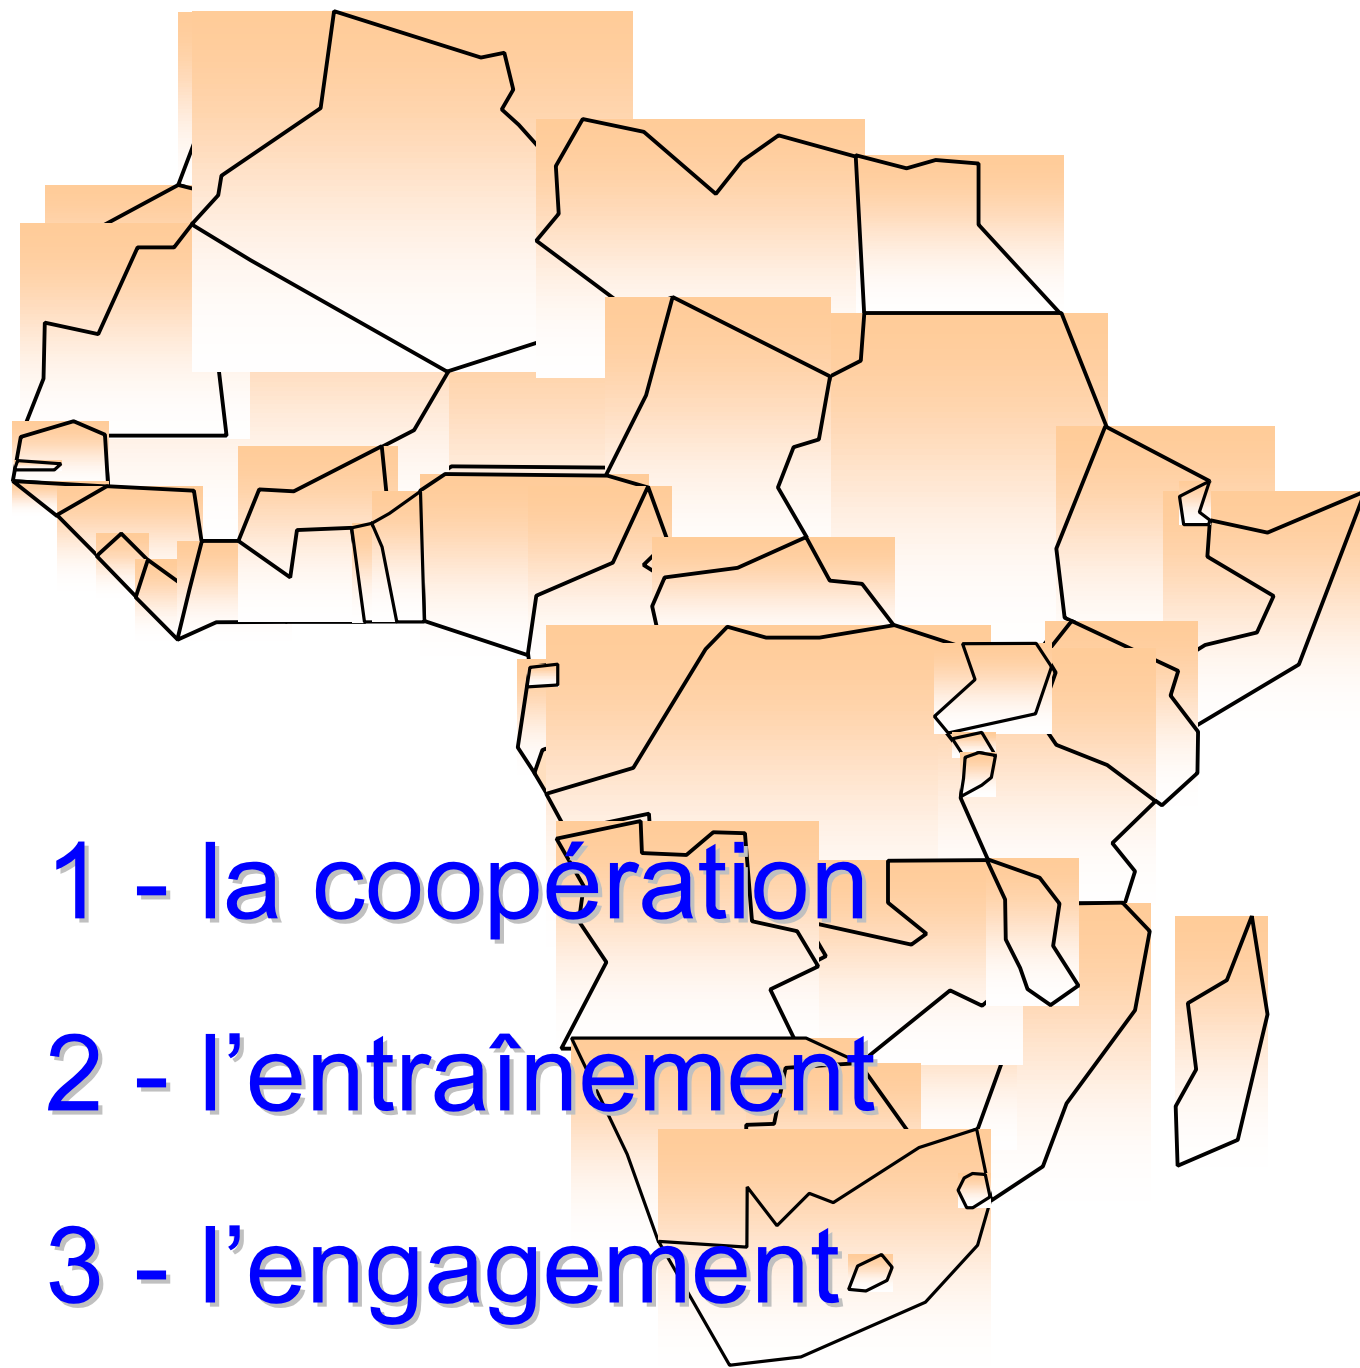 1 - la coopération
2 - l’entraînement
3 - l’engagement